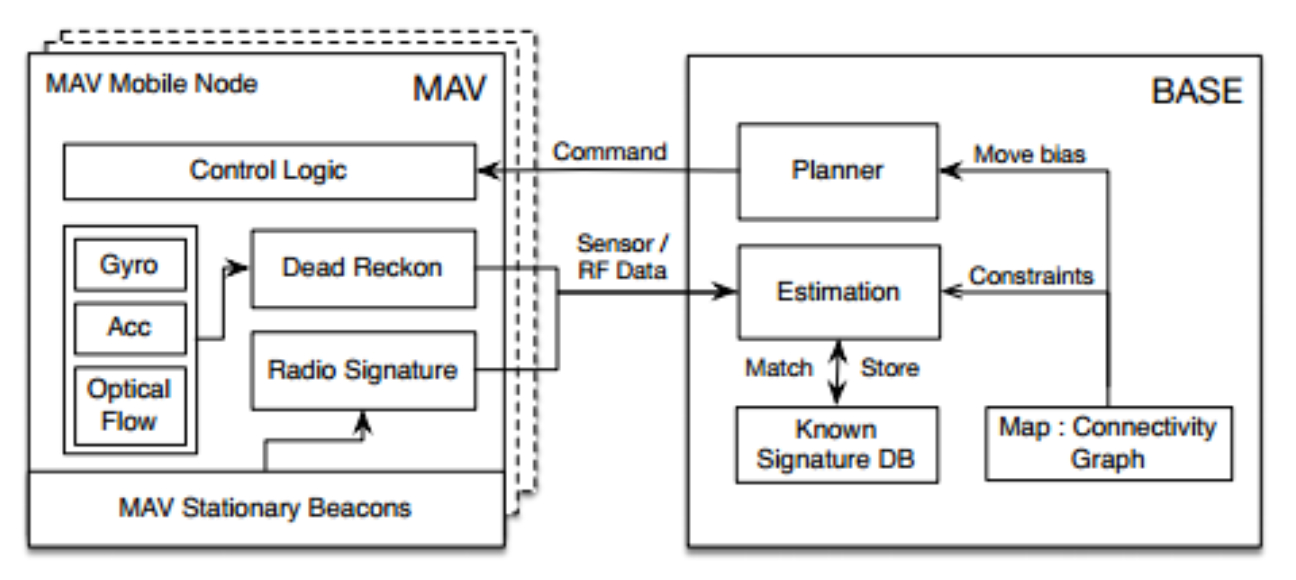 MAV Mobile Node
MAV
Control Logic
Gyro
Acc
Optical
Flow
Dead Reckon
Radio Signature
MAV Stationary Beacons
Command
Sensor /
RF Data
BASE
Planner
Move bias
Estimation
Constraints
Match
Store
Known
Signature DB
Map : Connectivity
Graph